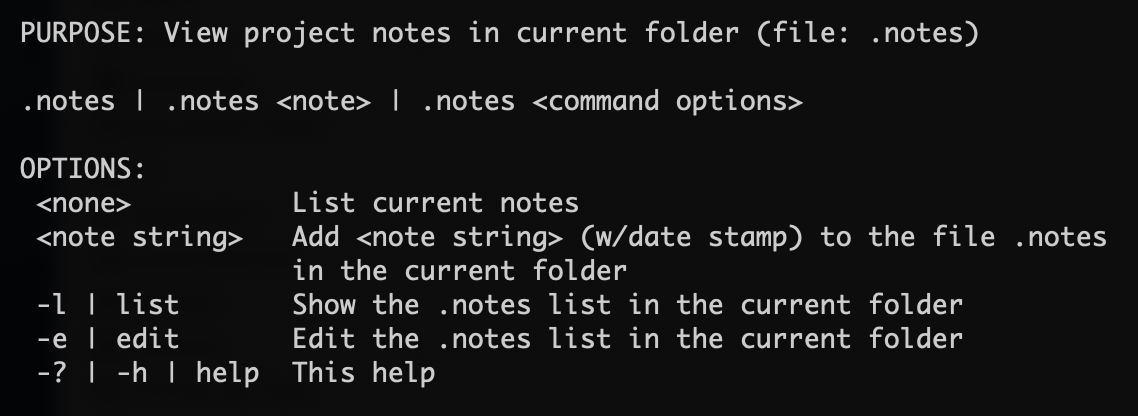 PURPOSE: View project notes in current folder (file: .notes)
.notes | .notes <note> | .notes <command options>
OPTIONS:
<none> List current notes
<note string> Add <note string> (w/date stamp) to the file .notes
in the current folder
-l | list Show the .notes list in the current folder
-e | edit Edit the .notes list in the current folder
-? | -h | help This help